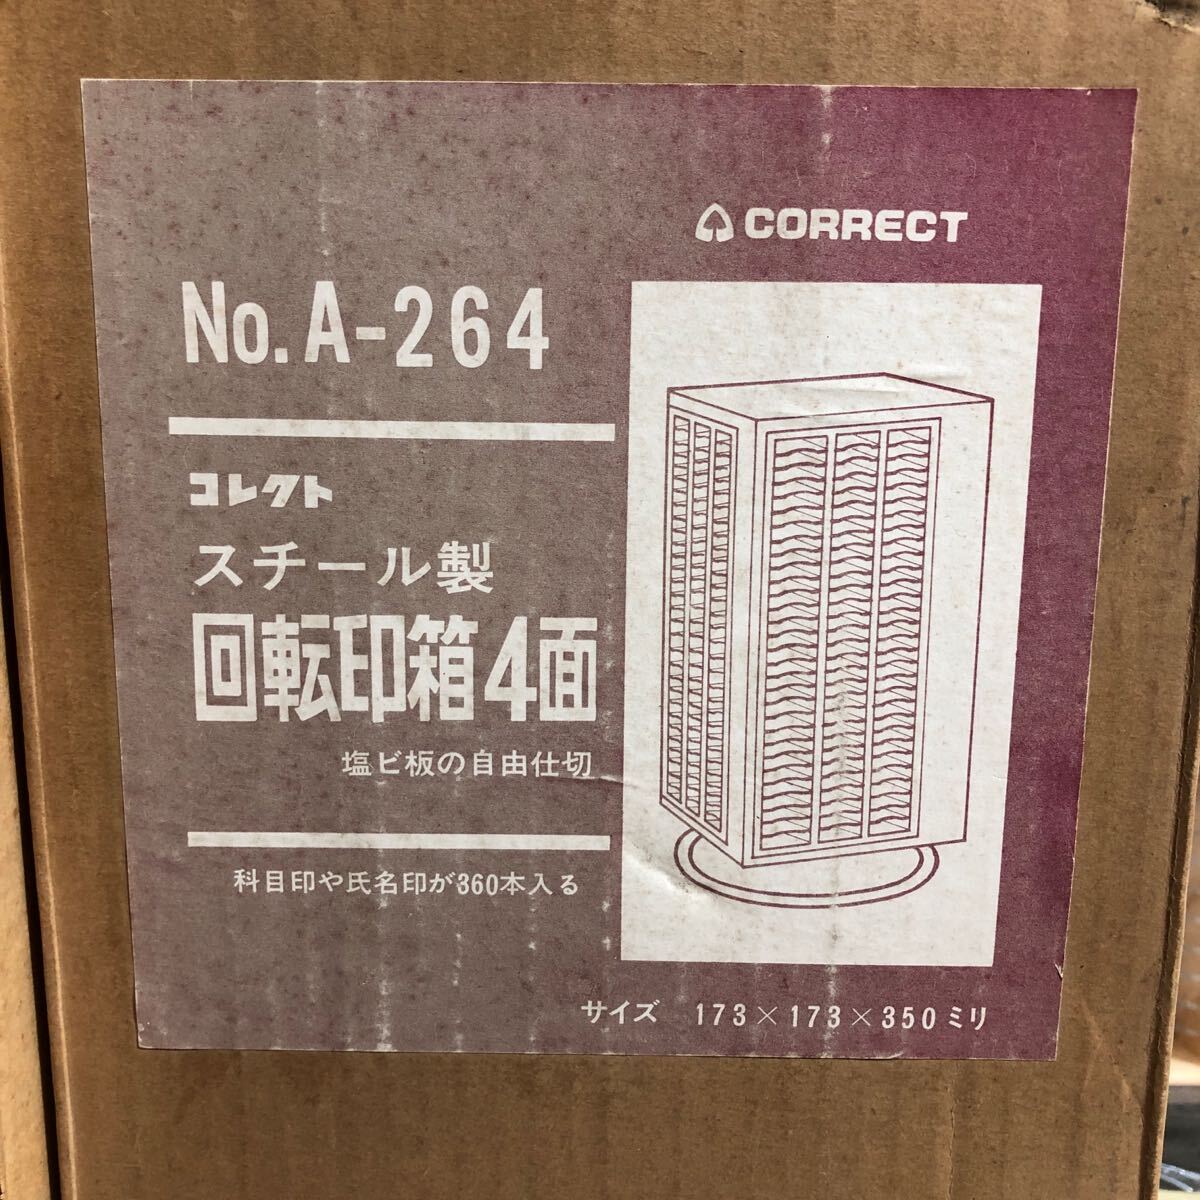 CORRECT
No. A-264
コレクト
スチール製
回転印箱4面
塩ビ板の自由仕切
科目印や氏名印が360本入る
サイズ 173×173×350ミリ